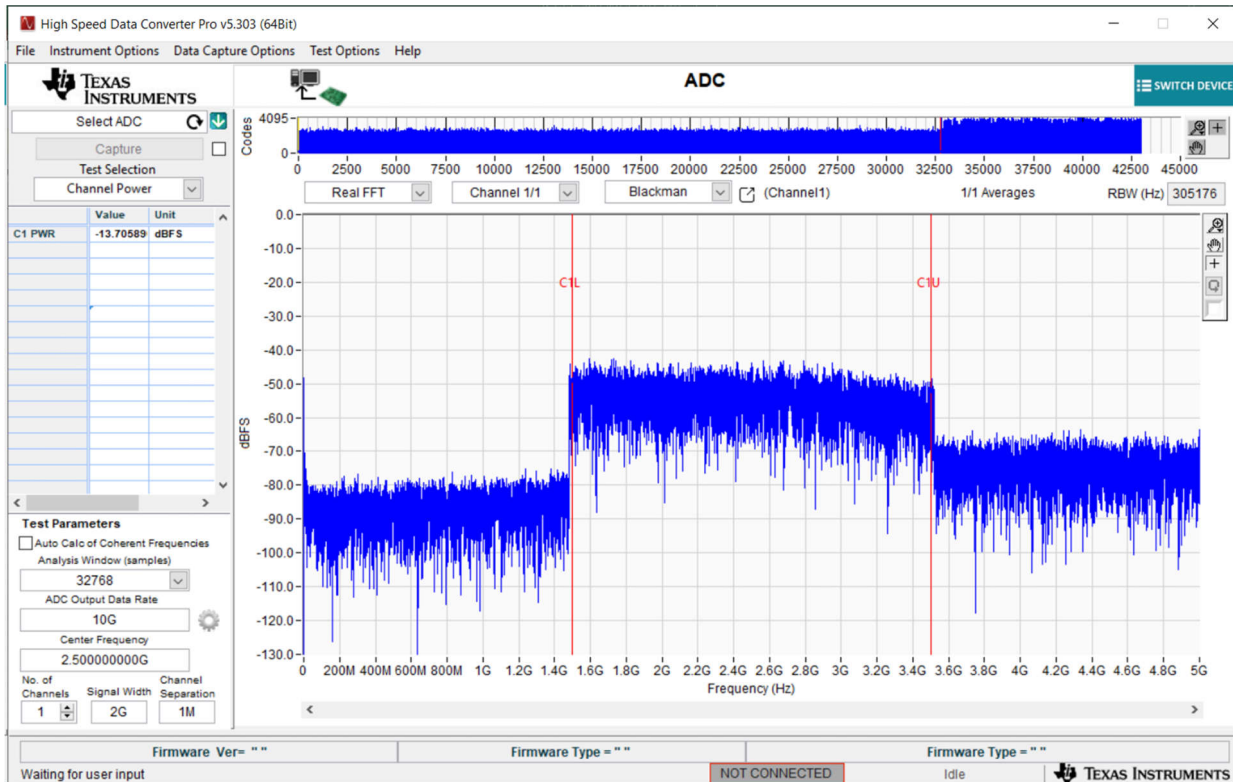 High Speed Data Converter Pro v5.303 (64Bit)
File Instrument Options Data Capture Options Test Options Help
TEXAS
INSTRUMENTS
ADC
SWITCH DEVICE
Select ADC
Capture
Test Selection
Channel Power
Value Unit
C1 PWR -13.70589 dBFS
Codes
4095
0
0 2500 5000 7500 10000 12500 15000 17500 20000 22500 25000 27500 30000 32500 35000 37500 40000 42500 45000
Real FFT Channel 1/1 Blackman (Channel1) 1/1 Averages RBW (Hz) 305176
dBFS
0.0
-10.0
-20.0
-30.0
-40.0
-50.0
-60.0
-70.0
-80.0
-90.0
-100.0
-110.0
-120.0
-130.0
C1L C1U
0 200M 400M 600M 800M 1G 1.2G 1.4G 1.6G 1.8G 2G 2.2G 2.4G 2.6G 2.8G 3G 3.2G 3.4G 3.6G 3.8G 4G 4.2G 4.4G 4.6G 4.8G 5G
Frequency (Hz)
Test Parameters
Auto Calc of Coherent Frequencies
Analysis Window (samples)
32768
ADC Output Data Rate
10G
Center Frequency
2.500000000G
No. of
Channels
Signal Width
Channel
Separation
1 2G 1M
Firmware Ver= " " Firmware Type = " " Firmware Type = " "
Waiting for user input NOT CONNECTED Idle TEXAS INSTRUMENTS